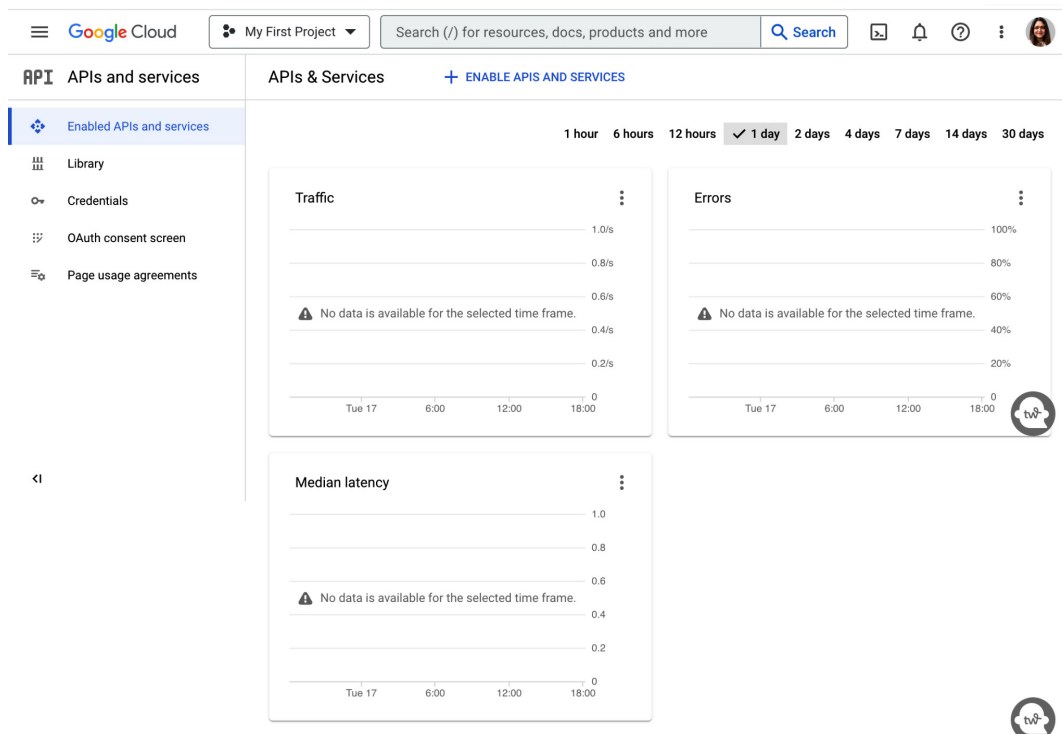 Google Cloud
My First Project
Search (/) for resources, docs, products and more
Search
API APIs and services
APIs & Services
ENABLE APIS AND SERVICES
Enabled APIs and services
Library
Credentials
OAuth consent screen
Page usage agreements
1 hour 6 hours 12 hours 1 day 2 days 4 days 7 days 14 days 30 days
Traffic
1.0/s
0.8/s
0.6/s
No data is available for the selected time frame.
0.4/s
0.2/s
0
Tue 17 6:00 12:00 18:00
Errors
100%
80%
60%
No data is available for the selected time frame.
40%
20%
0
Tue 17 6:00 12:00 18:00
tw
Median latency
1.0
0.8
0.6
No data is available for the selected time frame.
0.4
0.2
0
Tue 17 6:00 12:00 18:00
tw